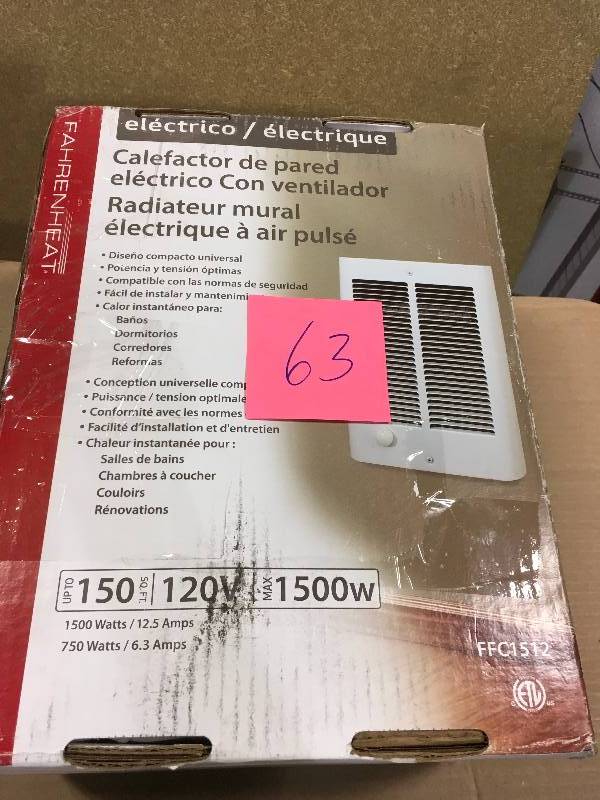 FAHRENHEAT
eléctrico / électrique
Calefactor de pared
eléctrico Con ventilador
Radiateur mural
électrique à air pulsé
• Diseño compacto universal
• Potencia y tensión óptimas
• Compatible con las normas de seguridad
• Fácil de instalar y mantenimi
• Calor instantáneo para:
Baños
Dormitorios
Corredores
Reformas
• Conception universelle comp
• Puissance / tension optimale
• Conformité avec les normes
• Facilité d'installation et d'entretien
• Chaleur instantanée pour :
Salles de bains
Chambres à coucher
Couloirs
Rénovations
63
UP TO 150 SQ. FT. 120V MAX 1500W
1500 Watts / 12.5 Amps
750 Watts / 6.3 Amps
FFC1512
C ETL US